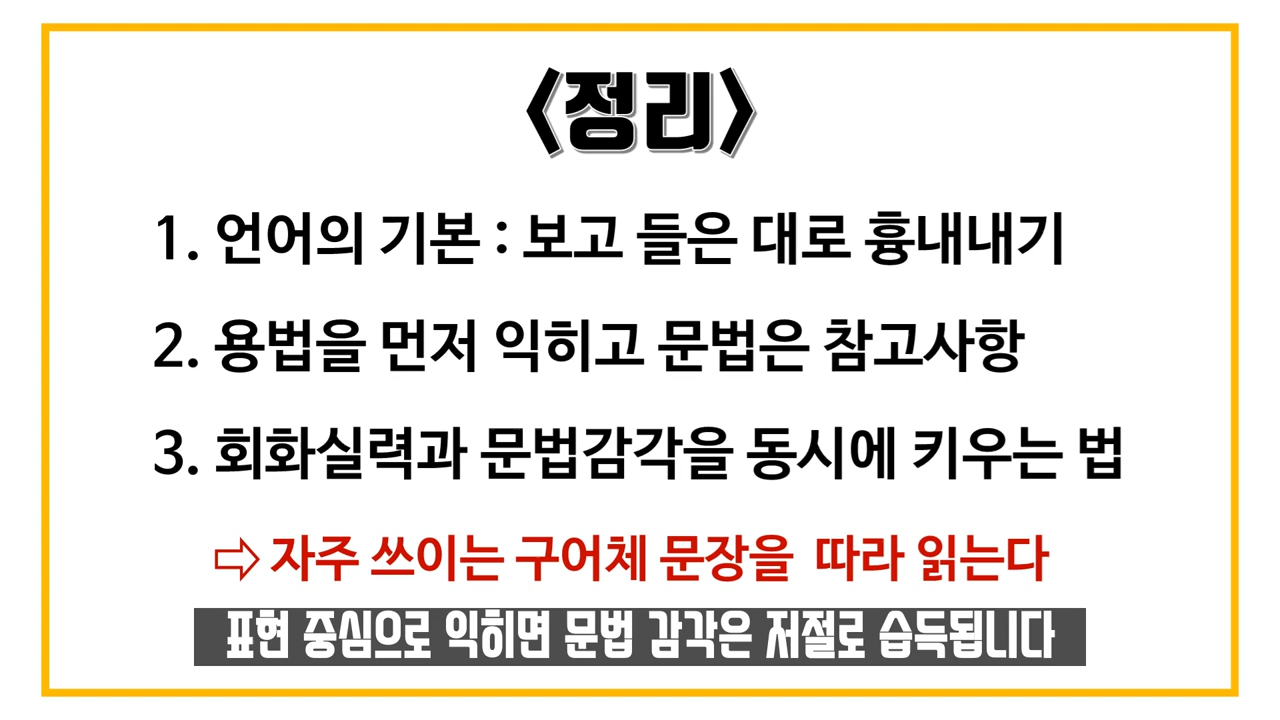 <정리>
1. 언어의 기본 : 보고 들은 대로 흉내내기
2. 용법을 먼저 익히고 문법은 참고사항
3. 회화실력과 문법감각을 동시에 키우는 법
⇨ 자주 쓰이는 구어체 문장을 따라 읽는다
표현 중심으로 익히면 문법 감각은 저절로 습득됩니다